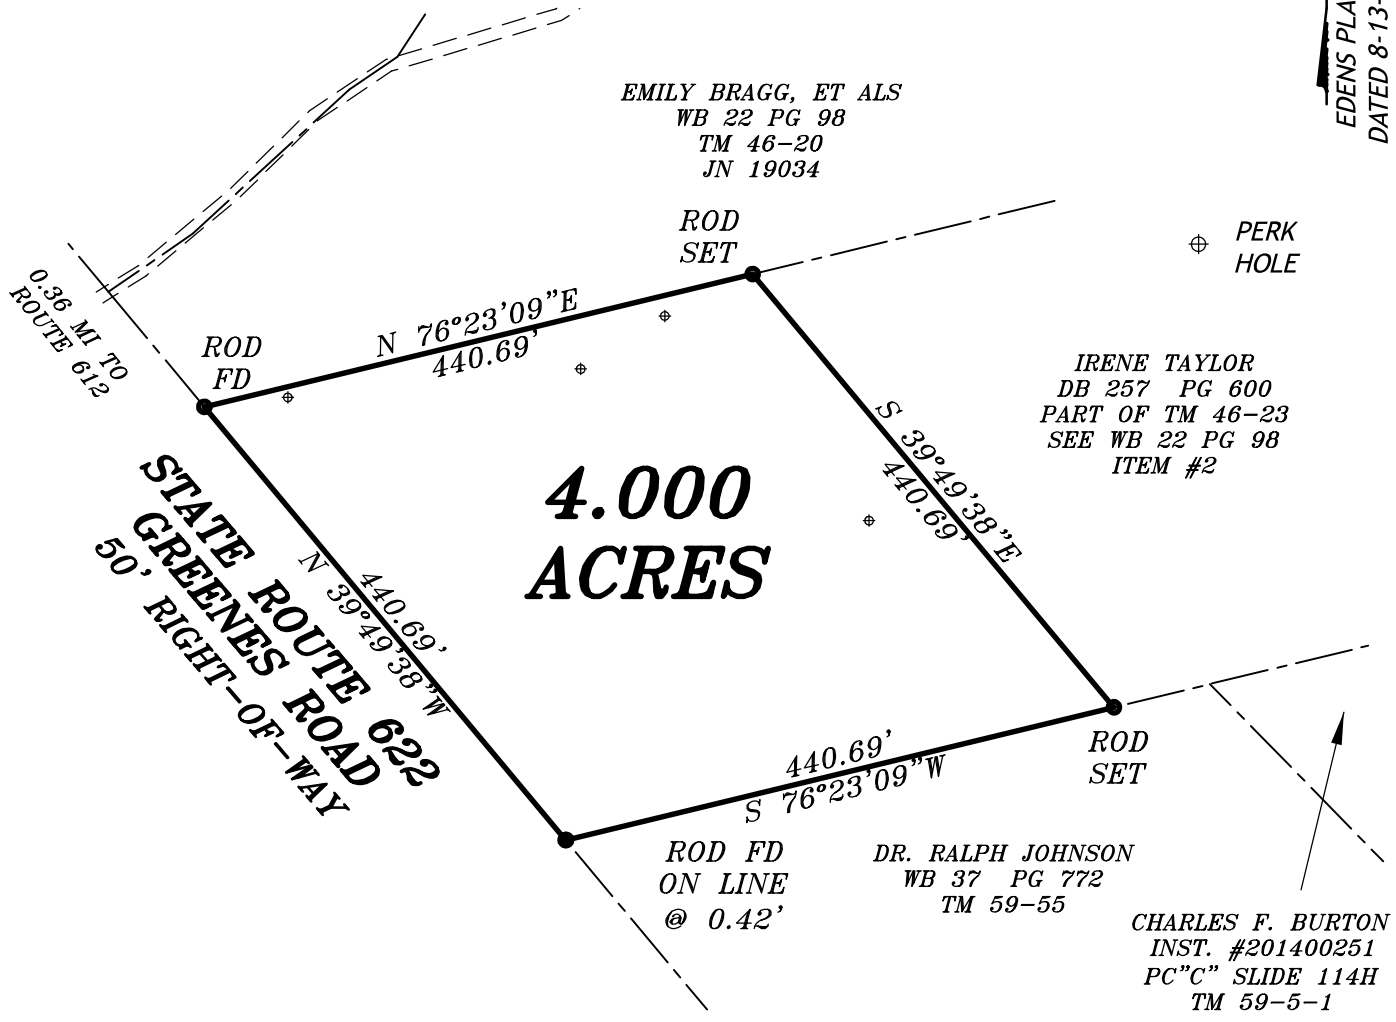 EDENS PLA
DATED 8-13-
EMILY BRAGG, ET ALS
WB 22 PG 98
TM 46-20
JN 19034
ROD
SET
PERK
HOLE
0.36 MI TO
ROUTE 612
ROD
FD
N 76°23'09"E
440.69'
IRENE TAYLOR
DB 257 PG 600
PART OF TM 46-23
SEE WB 22 PG 98
ITEM #2
S 39°49'38"E
440.69'
4.000
ACRES
440.69'
N 39°49'38"W
STATE ROUTE 622
GREENES ROAD
50' RIGHT-OF-WAY
440.69'
S 76°23'09"W
ROD
SET
ROD FD
ON LINE
@ 0.42'
DR. RALPH JOHNSON
WB 37 PG 772
TM 59-55
CHARLES F. BURTON
INST. #201400251
PC"C" SLIDE 114H
TM 59-5-1